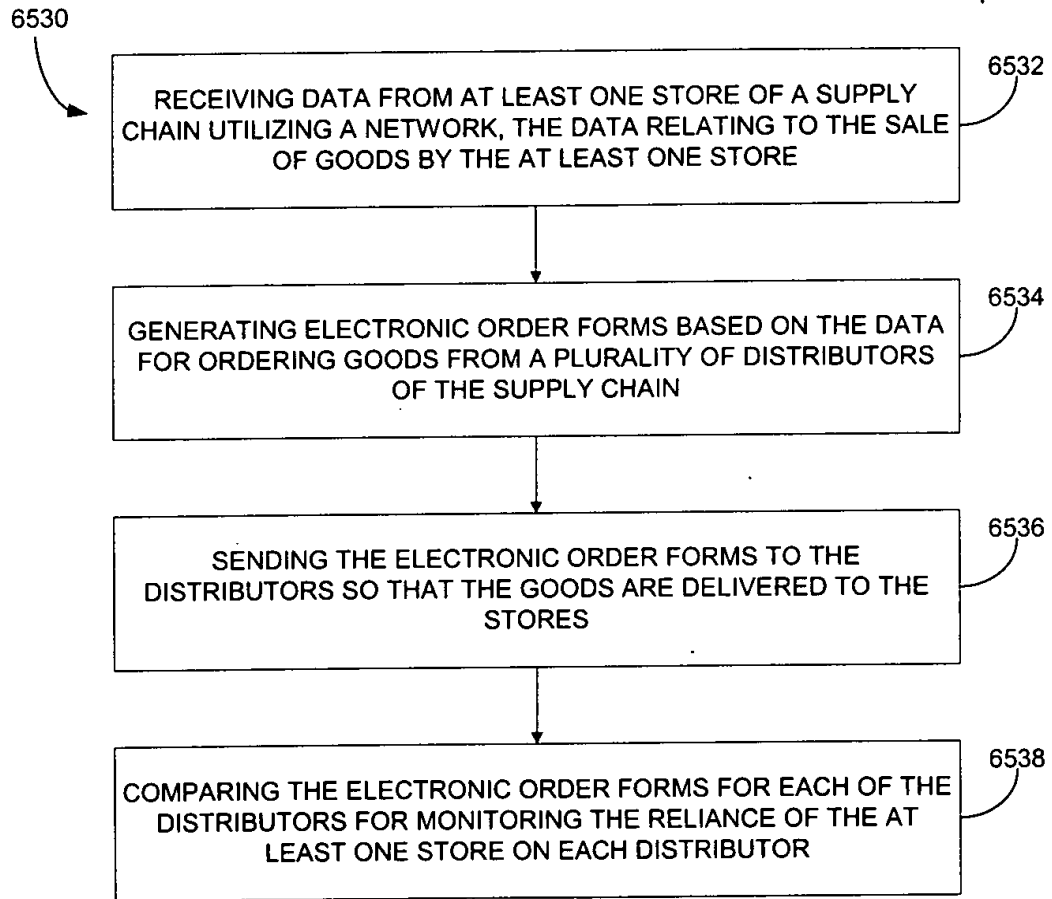 6530
6532
RECEIVING DATA FROM AT LEAST ONE STORE OF A SUPPLY
CHAIN UTILIZING A NETWORK, THE DATA RELATING TO THE SALE
OF GOODS BY THE AT LEAST ONE STORE
6534
GENERATING ELECTRONIC ORDER FORMS BASED ON THE DATA
FOR ORDERING GOODS FROM A PLURALITY OF DISTRIBUTORS
OF THE SUPPLY CHAIN
6536
SENDING THE ELECTRONIC ORDER FORMS TO THE
DISTRIBUTORS SO THAT THE GOODS ARE DELIVERED TO THE
STORES
6538
COMPARING THE ELECTRONIC ORDER FORMS FOR EACH OF THE
DISTRIBUTORS FOR MONITORING THE RELIANCE OF THE AT
LEAST ONE STORE ON EACH DISTRIBUTOR